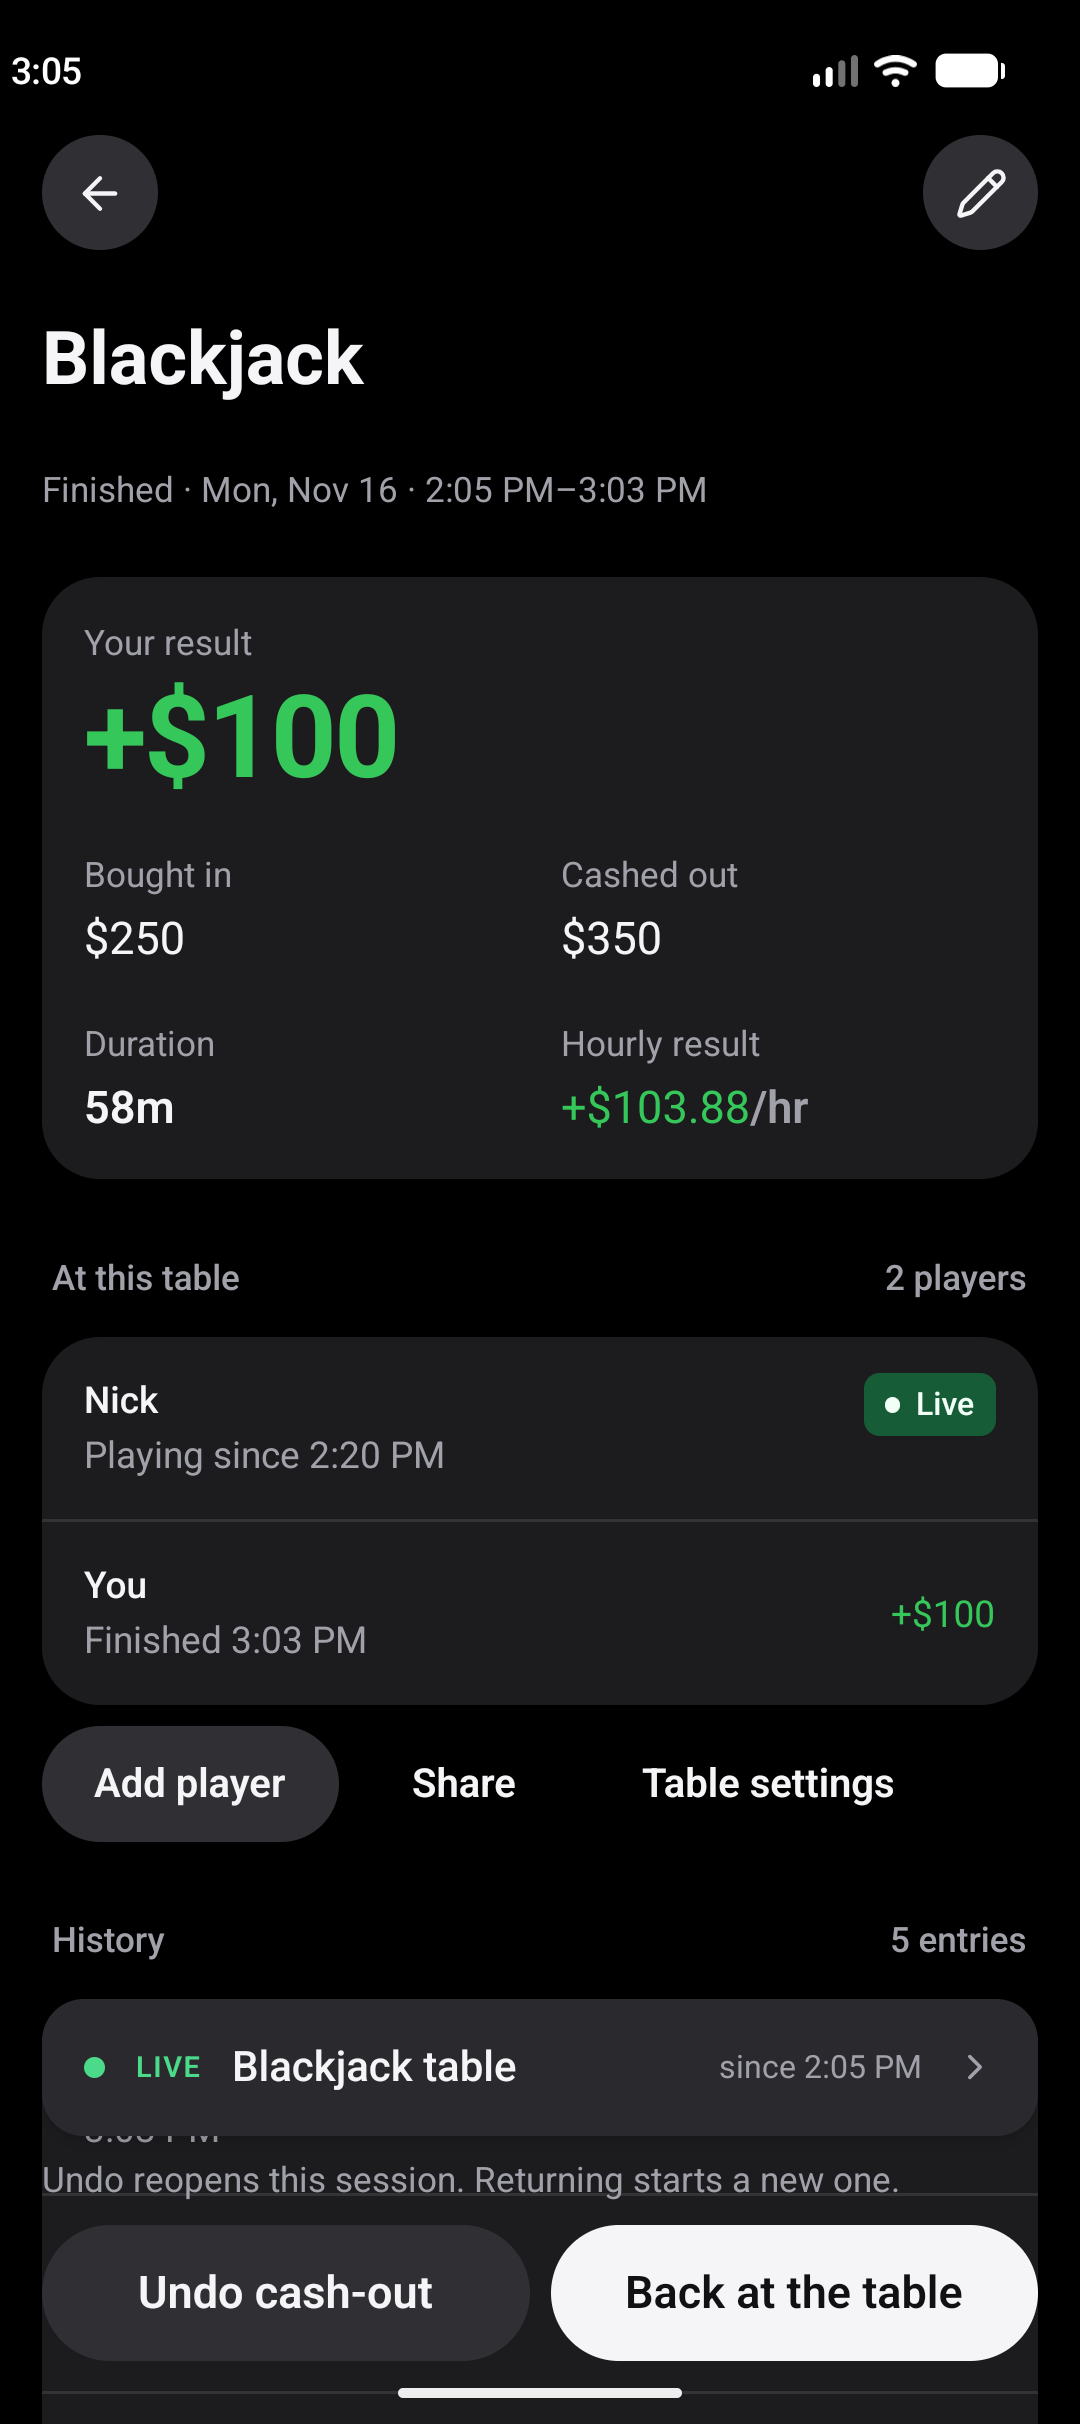 3:05
Blackjack
Finished · Mon, Nov 16 · 2:05 PM–3:03 PM
Your result
+$100
Bought in
Cashed out
$250
$350
Duration
Hourly result
58m
+$103.88/hr
At this table
2 players
Nick
Live
Playing since 2:20 PM
You
+$100
Finished 3:03 PM
Add player
Share
Table settings
History
5 entries
LIVE Blackjack table
since 2:05 PM
Undo reopens this session. Returning starts a new one.
Undo cash-out
Back at the table